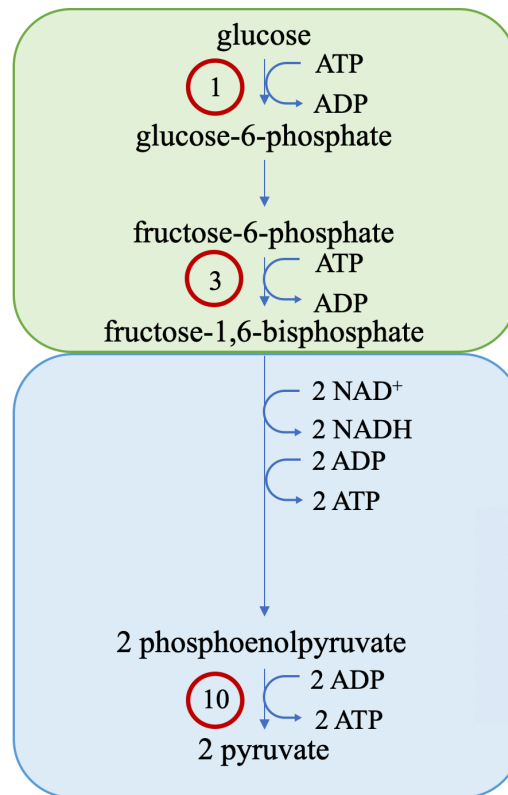 glucose
1
ATP
ADP
glucose-6-phosphate
fructose-6-phosphate
3
ATP
ADP
fructose-1,6-bisphosphate
2 NAD⁺
2 NADH
2 ADP
2 ATP
2 phosphoenolpyruvate
10
2 ADP
2 ATP
2 pyruvate